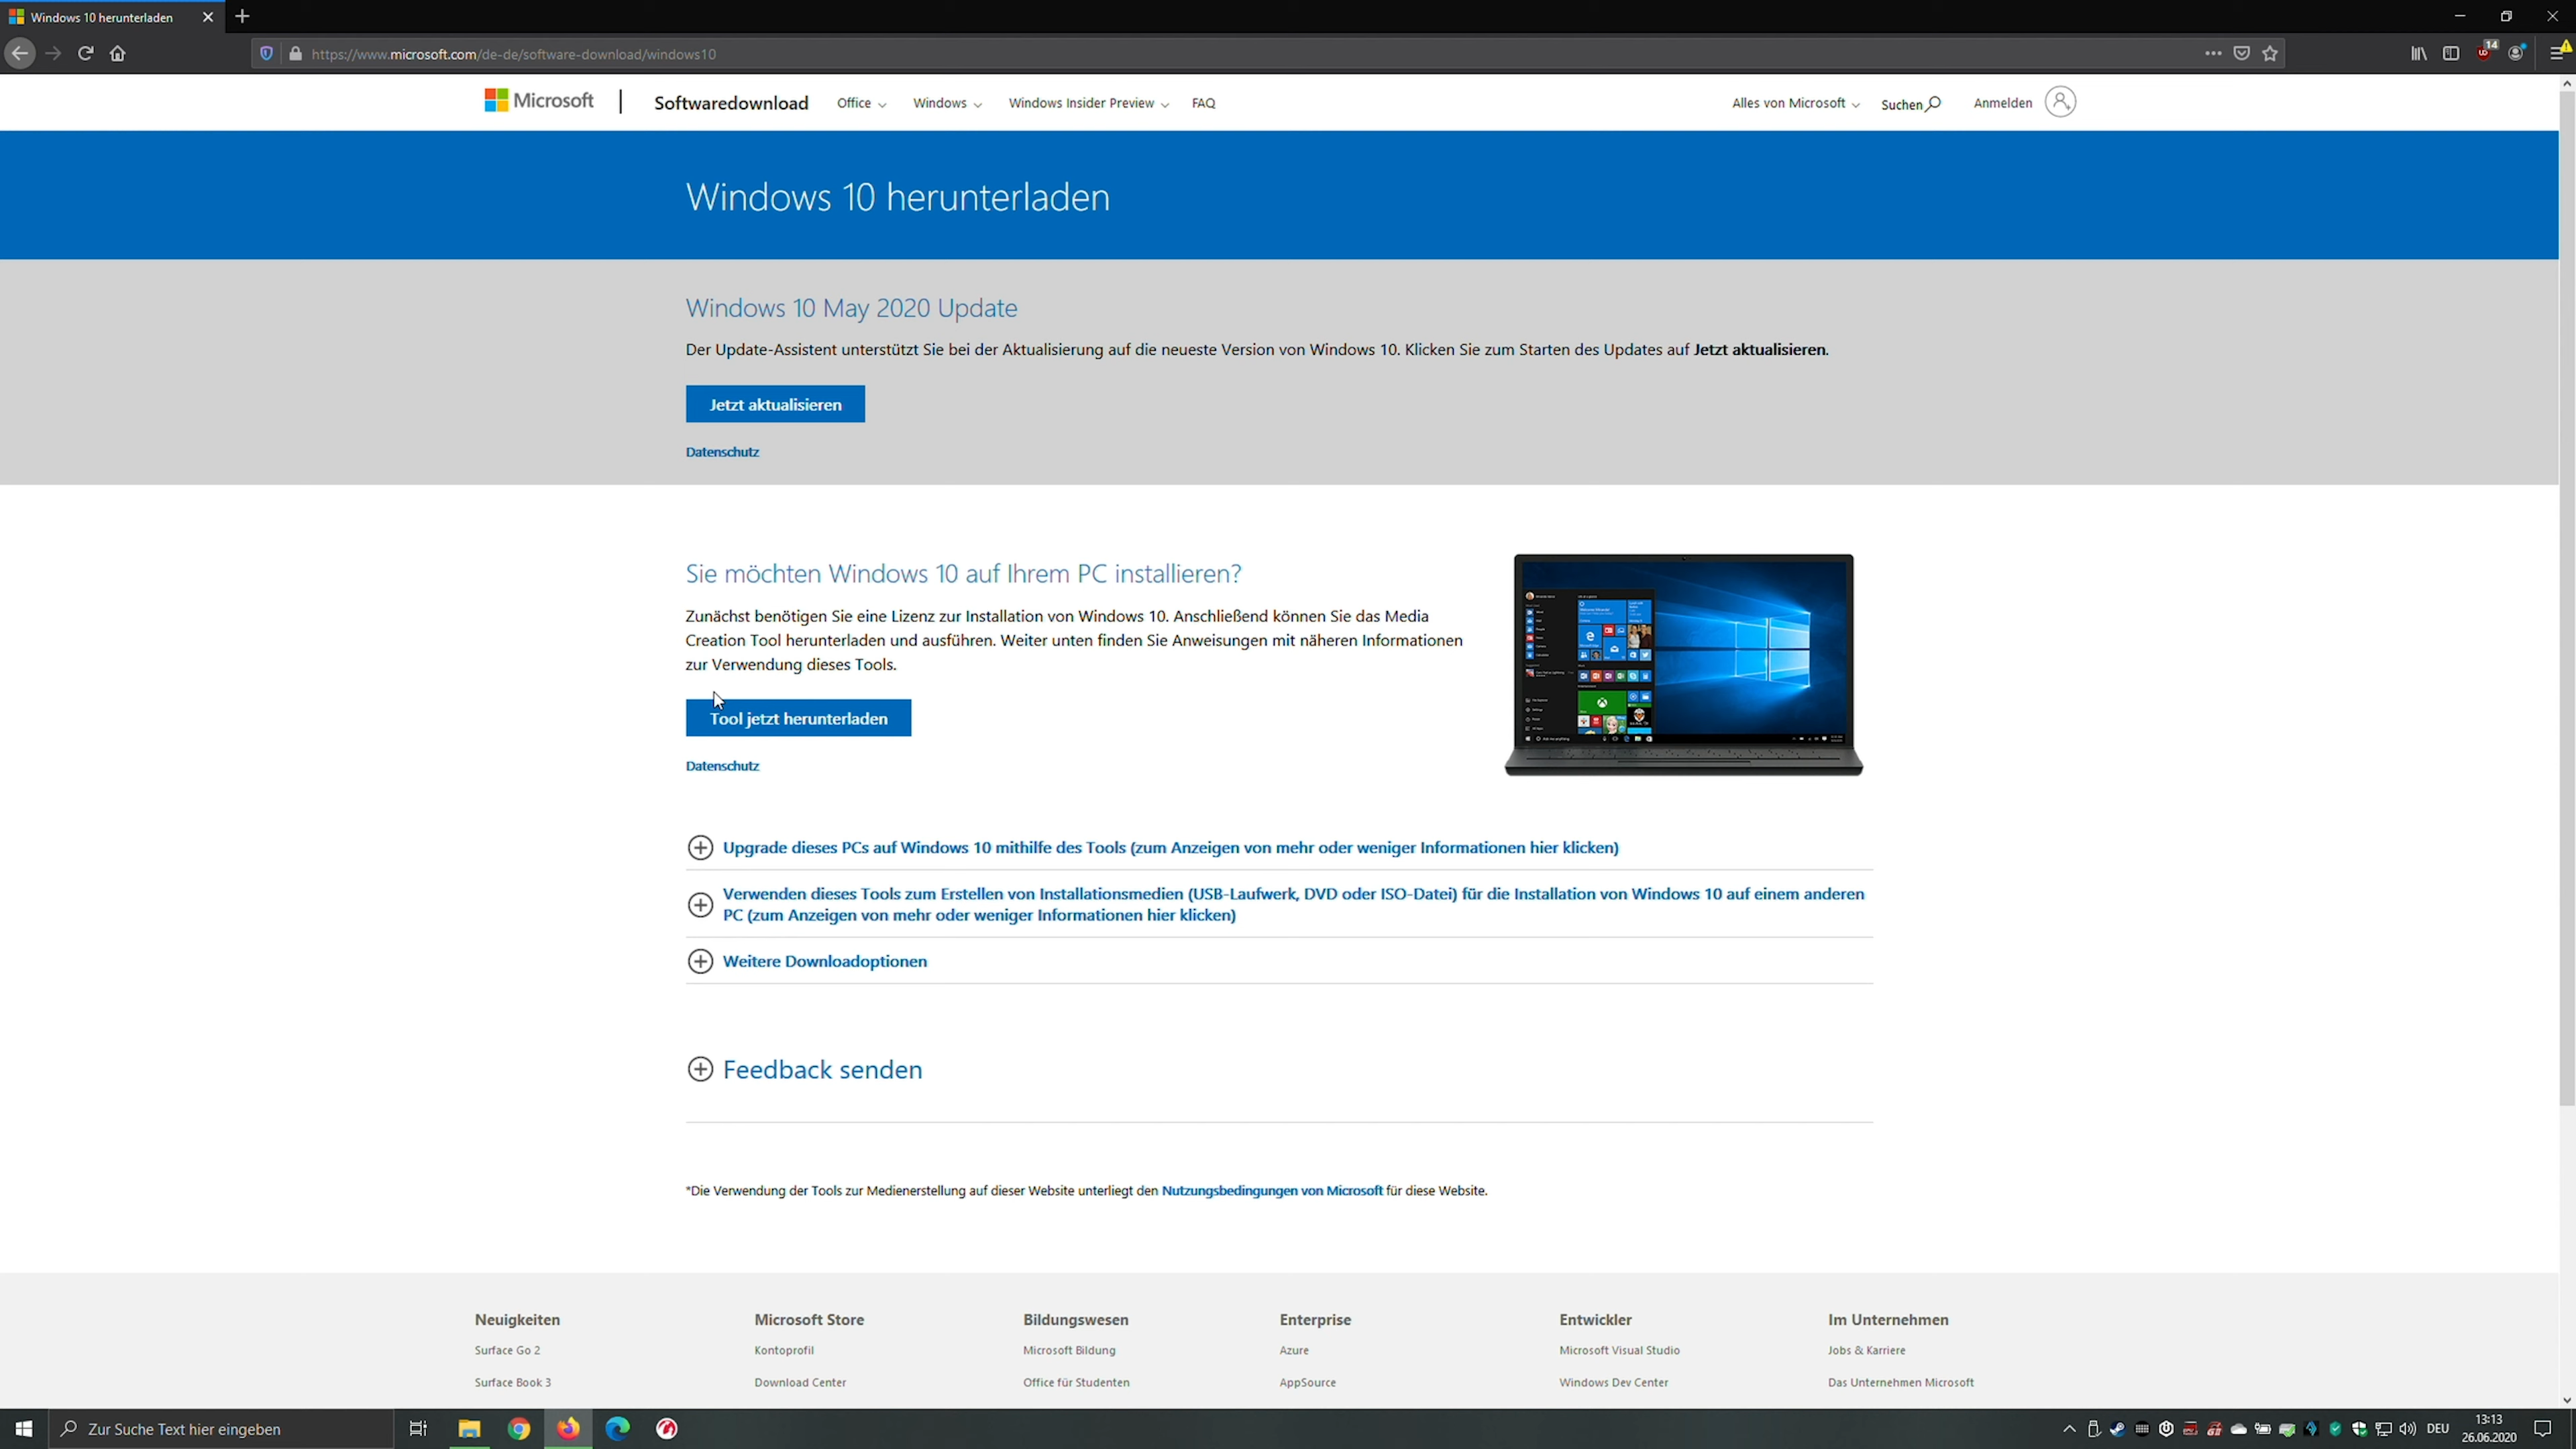 Windows 10 herunterladen
https://www.microsoft.com/de-de/software-download/windows10
14
Microsoft
Softwaredownload
Office
Windows
Windows Insider Preview
FAQ
Alles von Microsoft
Suchen
Anmelden
Windows 10 herunterladen
Windows 10 May 2020 Update
Der Update-Assistent unterstützt Sie bei der Aktualisierung auf die neueste Version von Windows 10. Klicken Sie zum Starten des Updates auf Jetzt aktualisieren.
Jetzt aktualisieren
Datenschutz
Sie möchten Windows 10 auf Ihrem PC installieren?
Zunächst benötigen Sie eine Lizenz zur Installation von Windows 10. Anschließend können Sie das Media
Creation Tool herunterladen und ausführen. Weiter unten finden Sie Anweisungen mit näheren Informationen
zur Verwendung dieses Tools.
Tool jetzt herunterladen
Datenschutz
Upgrade dieses PCs auf Windows 10 mithilfe des Tools (zum Anzeigen von mehr oder weniger Informationen hier klicken)
Verwenden dieses Tools zum Erstellen von Installationsmedien (USB-Laufwerk, DVD oder ISO-Datei) für die Installation von Windows 10 auf einem anderen
PC (zum Anzeigen von mehr oder weniger Informationen hier klicken)
Weitere Downloadoptionen
Feedback senden
*Die Verwendung der Tools zur Medienerstellung auf dieser Website unterliegt den Nutzungsbedingungen von Microsoft für diese Website.
Neuigkeiten
Surface Go 2
Surface Book 3
Microsoft Store
Kontoprofil
Download Center
Bildungswesen
Microsoft Bildung
Office für Studenten
Enterprise
Azure
AppSource
Entwickler
Microsoft Visual Studio
Windows Dev Center
Im Unternehmen
Jobs & Karriere
Das Unternehmen Microsoft
Zur Suche Text hier eingeben
DEU
13:13
26.06.2020